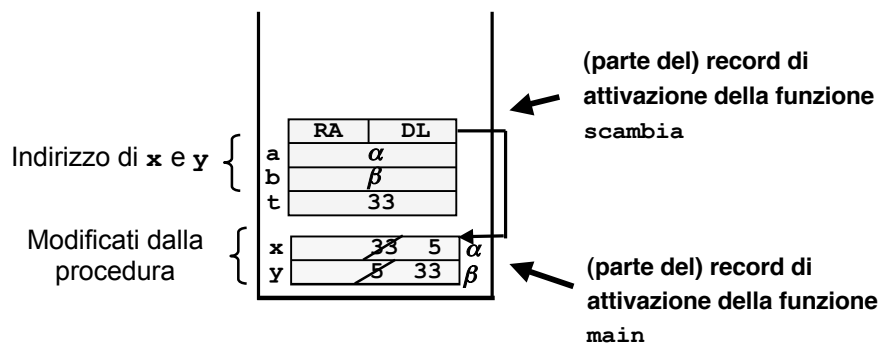 (parte del) record di
attivazione della funzione
scambia
RA DL
Indirizzo di x e y
a α
b β
t 33
Modificati dalla
procedura
x 33 5 α
y 5 33 β
(parte del) record di
attivazione della funzione
main